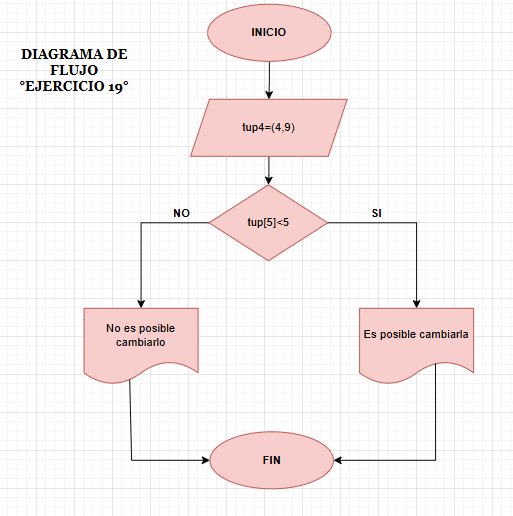 INICIO
DIAGRAMA DE
FLUJO
°EJERCICIO 19°
tup4=(4,9)
NO
tup[5]<5
SI
No es posible
cambiarlo
Es posible cambiarla
FIN